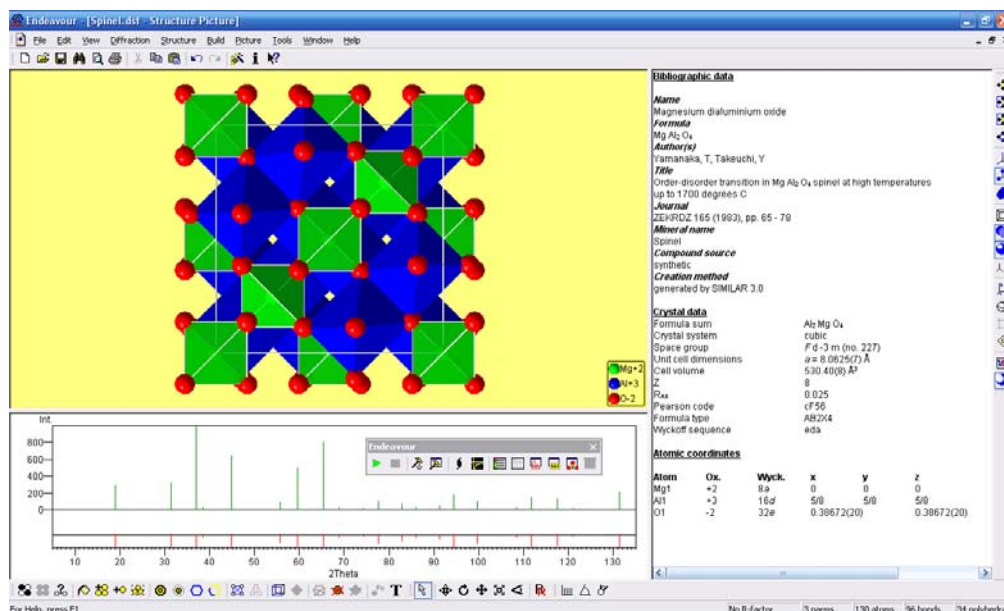 Endeavour - [Spinel.dsf - Structure Picture]
File Edit View Diffraction Structure Build Picture Tools Window Help
Bibliographic data
Name
Magnesium dialuminium oxide
Formula
Mg Al₂ O₄
Author(s)
Yamanaka, T, Takeuchi, Y
Title
Order-disorder transition in Mg Al₂ O₄ spinel at high temperatures
up to 1700 degrees C
Journal
ZEKRDZ 165 (1983), pp. 65 - 78
Mineral name
Spinel
Compound source
synthetic
Creation method
generated by SIMILAR 3.0
Crystal data
Formula sum Al₂ Mg O₄
Crystal system cubic
Space group F d -3 m (no. 227)
Unit cell dimensions a = 8.0625(7) Å
Cell volume 530.40(8) Å³
Z 8
R 0.025
Pearson code cF56
Formula type AB2X4
Wyckoff sequence eda
Atomic coordinates
Atom Ox. Wyck. x y z
Mg1 +2 8a 0 0 0
Al1 +3 16d 5/8 5/8 5/8
O1 -2 32e 0.38672(20) 0.38672(20)
Mg+2
Al+3
O-2
Int
800
600
400
200
0
Endeavour
10 20 30 40 50 60 70 80 90 100 110 120 130
2Theta
For Help, press F1 No R-factor 3 parms 130 atoms 96 bonds 34 polyhedr